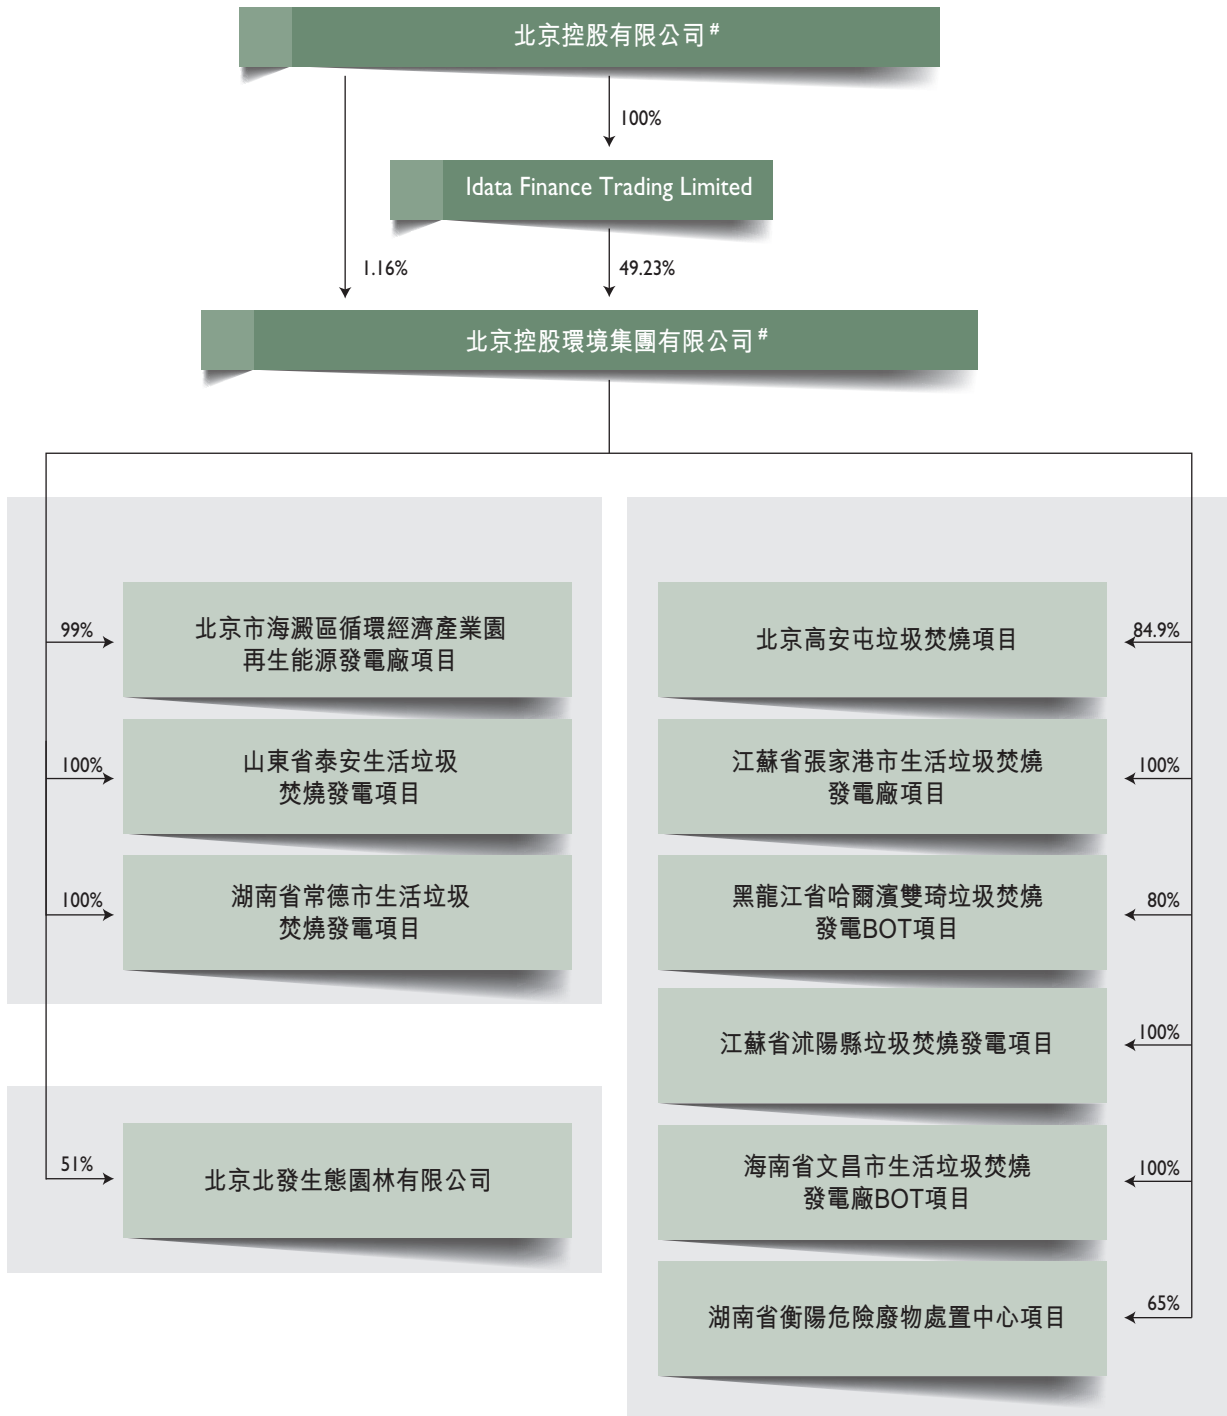 北京控股有限公司#
100%
Idata Finance Trading Limited
1.16%
49.23%
北京控股環境集團有限公司#
99%
北京市海澱區循環經濟產業園
再生能源發電廠項目
100%
山東省泰安生活垃圾
焚燒發電項目
100%
湖南省常德市生活垃圾
焚燒發電項目
51%
北京北發生態園林有限公司
84.9%
北京高安屯垃圾焚燒項目
100%
江蘇省張家港市生活垃圾焚燒
發電廠項目
80%
黑龍江省哈爾濱雙琦垃圾焚燒
發電BOT項目
100%
江蘇省沭陽縣垃圾焚燒發電項目
100%
海南省文昌市生活垃圾焚燒
發電廠BOT項目
65%
湖南省衡陽危險廢物處置中心項目